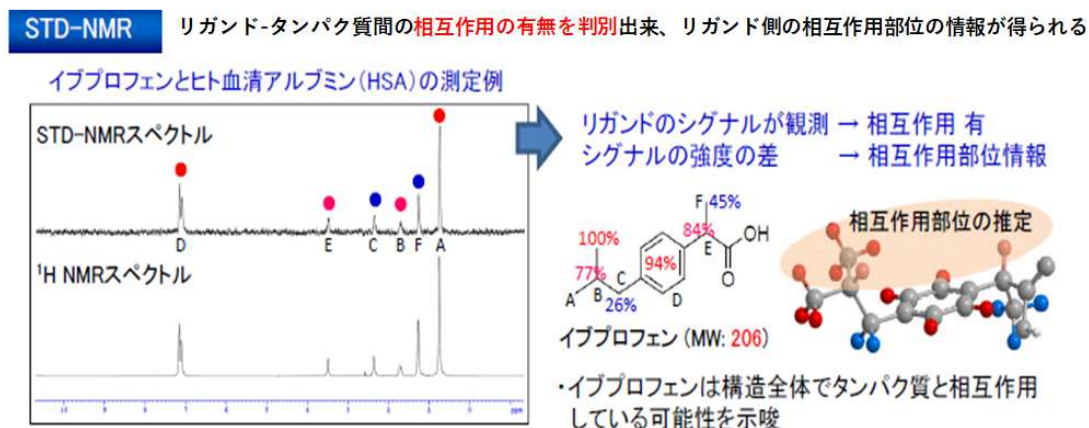 STD-NMR
リガンド-タンパク質間の相互作用の有無を判別出来、リガンド側の相互作用部位の情報が得られる
イブプロフェンとヒト血清アルブミン(HSA)の測定例
STD-NMRスペクトル
D E C B F A
¹H NMRスペクトル
リガンドのシグナルが観測 → 相互作用 有
シグナルの強度の差 → 相互作用部位情報
F 45%
100%
84%
E
OH
O
77%
94%
C
A
B
26%
D
イブプロフェン (MW: 206)
相互作用部位の推定
・イブプロフェンは構造全体でタンパク質と相互作用
している可能性を示唆